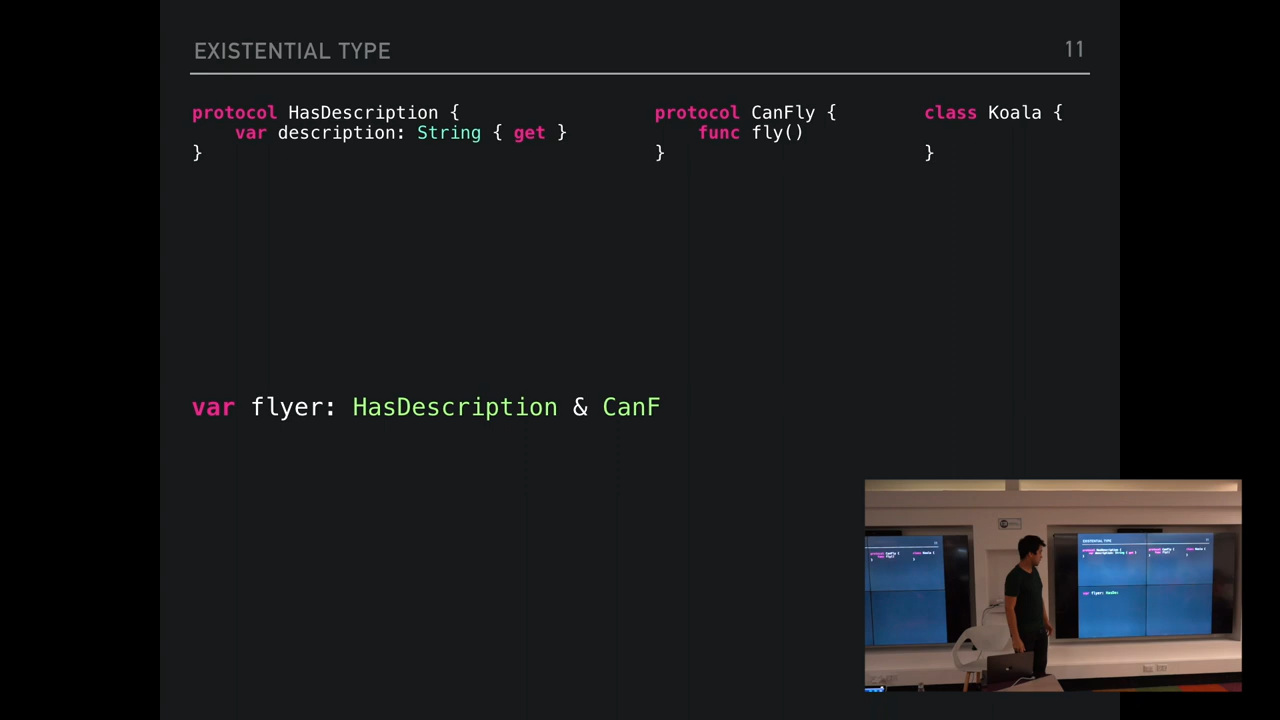 EXISTENTIAL TYPE
11
protocol HasDescription {
    var description: String { get }
}
protocol CanFly {
    func fly()
}
class Koala {
}
var flyer: HasDescription & CanF